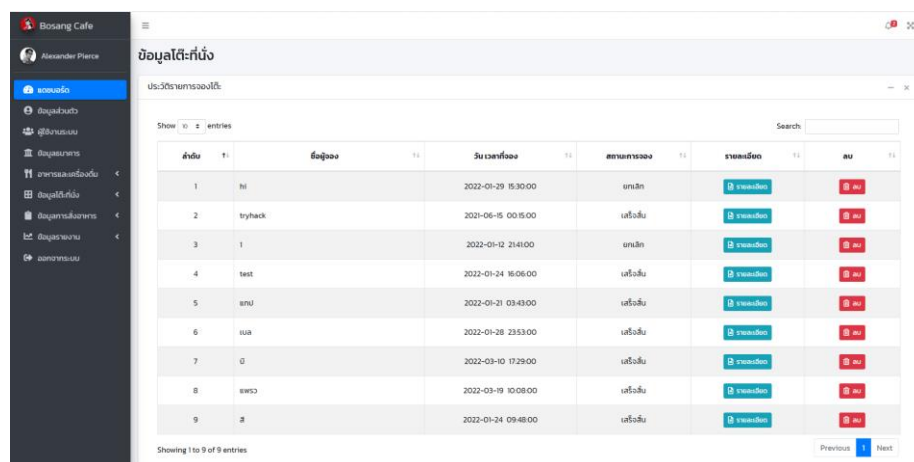 Bosang Cafe
2
Alexander Pierce
ข้อมูลโต๊ะที่นั่ง
แดชบอร์ด
ประวัติรายการจองโต๊ะ
ข้อมูลส่วนตัว
ผู้ใช้งานระบบ
ข้อมูลธนาคาร
อาหารและเครื่องดื่ม
ข้อมูลโต๊ะที่นั่ง
ข้อมูลการสั่งอาหาร
ข้อมูลรายงาน
ออกจากระบบ
Show 10 entries
Search:
ลำดับ ชื่อผู้จอง วัน เวลาที่จอง สถานะการจอง รายละเอียด ลบ
1 hi 2022-01-29 15:30:00 ยกเลิก รายละเอียด ลบ
2 tryhack 2021-06-15 00:15:00 เสร็จสิ้น รายละเอียด ลบ
3 1 2022-01-12 21:41:00 ยกเลิก รายละเอียด ลบ
4 test 2022-01-24 16:06:00 เสร็จสิ้น รายละเอียด ลบ
5 แทป 2022-01-21 03:43:00 เสร็จสิ้น รายละเอียด ลบ
6 เบล 2022-01-28 23:53:00 เสร็จสิ้น รายละเอียด ลบ
7 บี 2022-03-10 17:29:00 เสร็จสิ้น รายละเอียด ลบ
8 แพรว 2022-03-19 10:08:00 เสร็จสิ้น รายละเอียด ลบ
9 2022-01-24 09:48:00 เสร็จสิ้น รายละเอียด ลบ
Showing 1 to 9 of 9 entries
Previous 1 Next